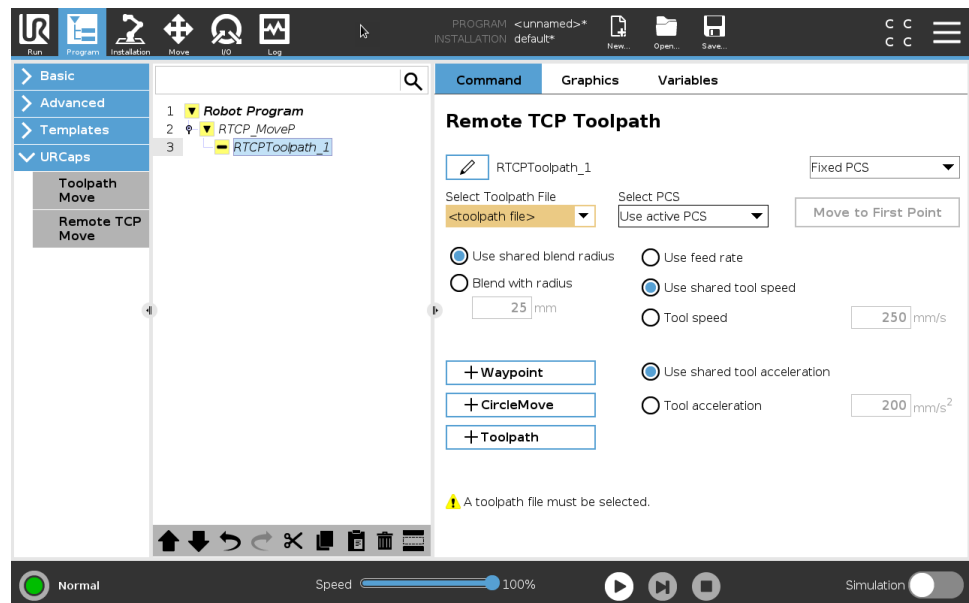 PROGRAM <unnamed>*
INSTALLATION default*
UR
Run
Program
Installation
Move
I/O
Log
New...
Open...
Save...
C C
C C
Basic
Advanced
Templates
URCaps
Toolpath
Move
Remote TCP
Move
1 Robot Program
2 RTCP_MoveP
3 RTCPToolpath_1
Command Graphics Variables
Remote TCP Toolpath
RTCPToolpath_1
Fixed PCS
Select Toolpath File Select PCS
<toolpath file> Use active PCS Move to First Point
Use shared blend radius Use feed rate
Blend with radius Use shared tool speed
25 mm Tool speed 250 mm/s
+Waypoint Use shared tool acceleration
+CircleMove Tool acceleration 200 mm/s²
+Toolpath
A toolpath file must be selected.
Normal Speed 100% Simulation